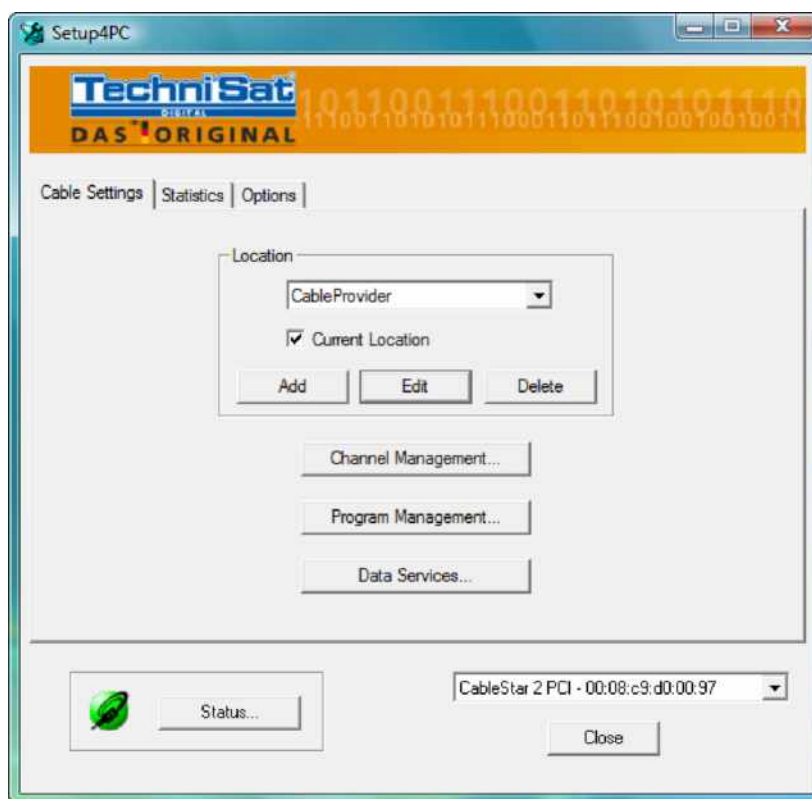 Setup4PC
TechniSat
DIGITAL
DAS ORIGINAL
Cable Settings Statistics Options
Location
CableProvider
Current Location
Add Edit Delete
Channel Management...
Program Management...
Data Services...
CableStar 2 PCI - 00:08:c9:d0:00:97
Status...
Close